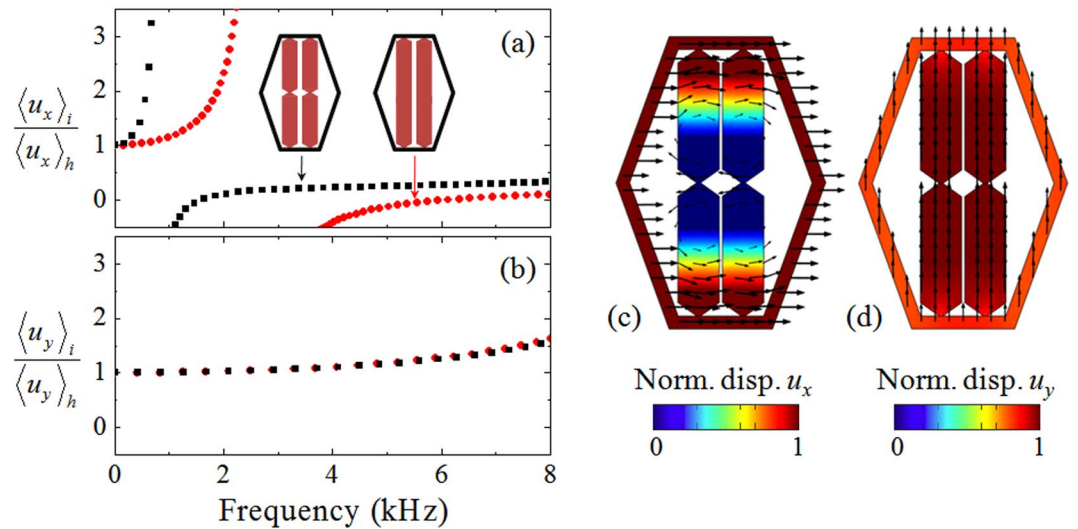 3
2
1
0
⟨u_x⟩_i
⟨u_x⟩_h
(a)
3
2
1
0
⟨u_y⟩_i
⟨u_y⟩_h
(b)
0 2 4 6 8
Frequency (kHz)
(c) (d)
Norm. disp. u_x
0 1
Norm. disp. u_y
0 1